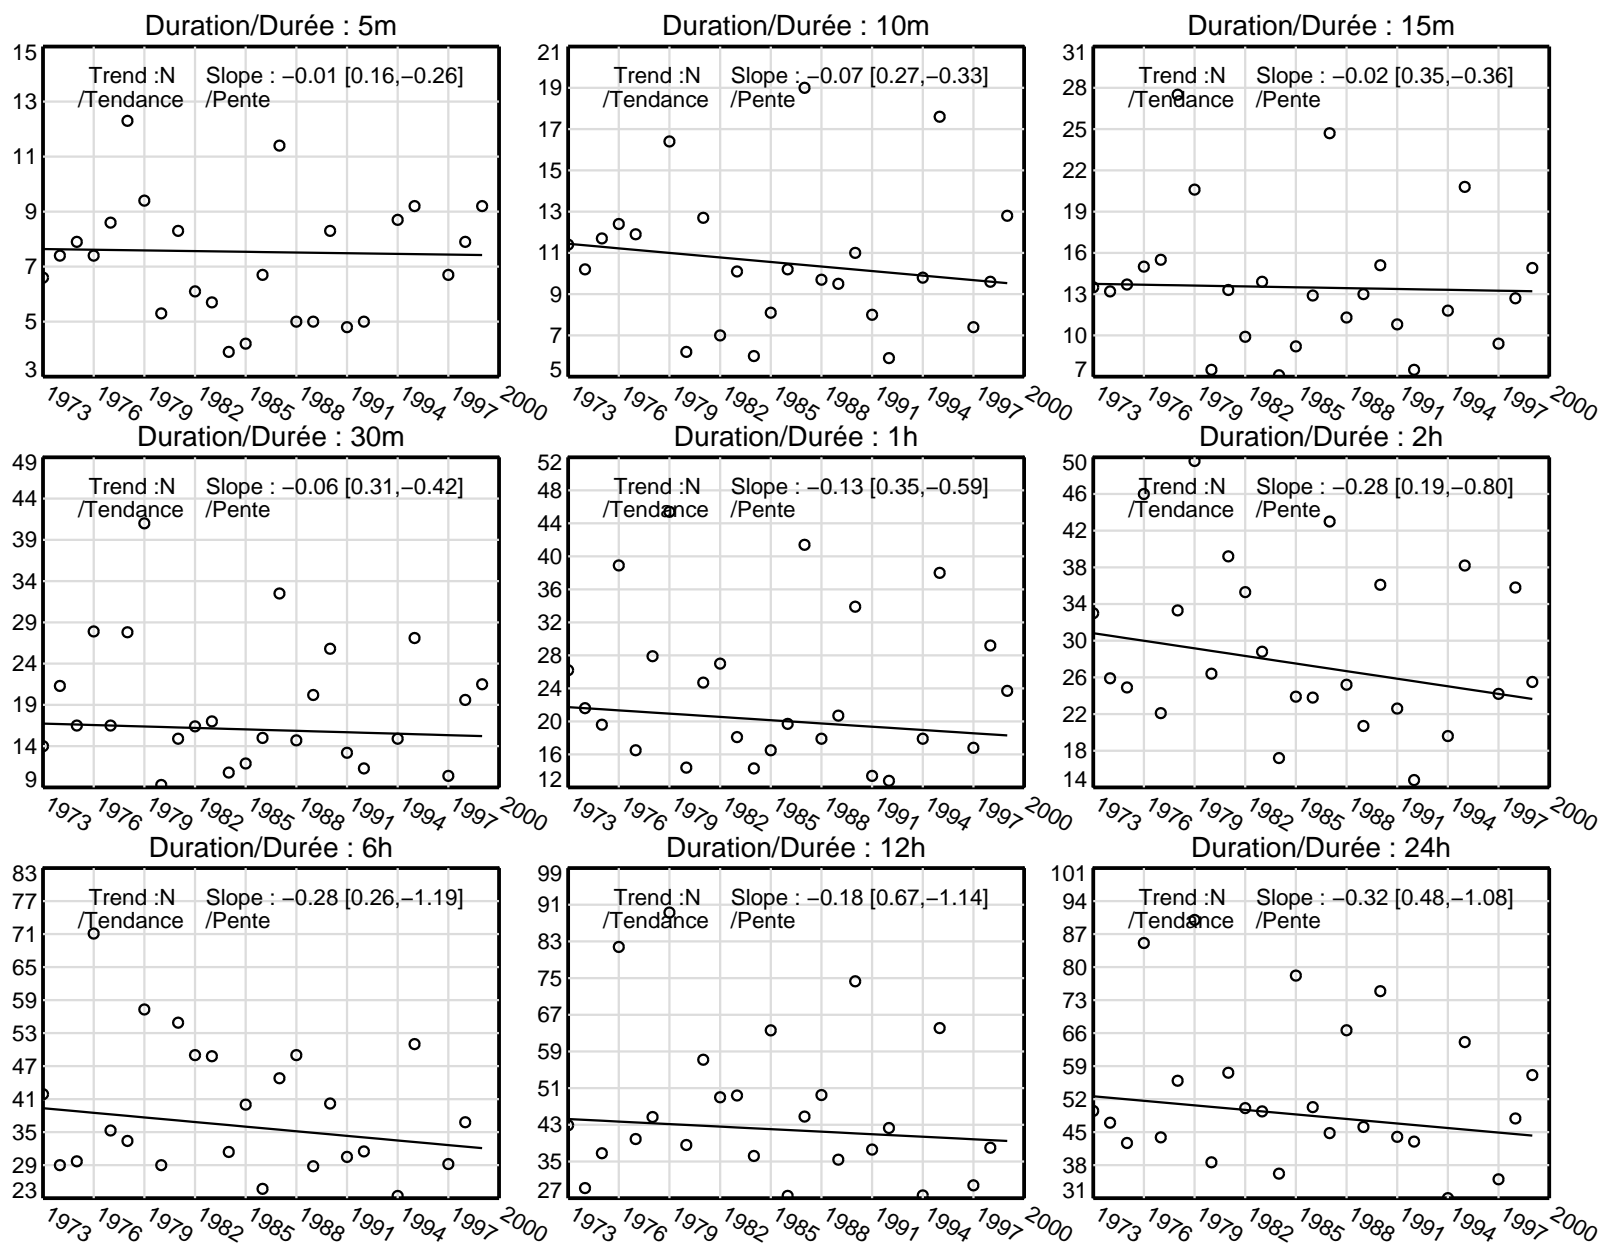 Duration/Durée : 5m
15
13
11
9
7
5
3
Trend :N Slope : −0.01 [0.16,−0.26]
/Tendance /Pente
1973 1976 1979 1982 1985 1988 1991 1994 1997 2000
Duration/Durée : 10m
21
19
17
15
13
11
9
7
5
Trend :N Slope : −0.07 [0.27,−0.33]
/Tendance /Pente
1973 1976 1979 1982 1985 1988 1991 1994 1997 2000
Duration/Durée : 15m
31
28
25
22
19
16
13
10
7
Trend :N Slope : −0.02 [0.35,−0.36]
/Tendance /Pente
1973 1976 1979 1982 1985 1988 1991 1994 1997 2000
Duration/Durée : 30m
49
44
39
34
29
24
19
14
9
Trend :N Slope : −0.06 [0.31,−0.42]
/Tendance /Pente
1973 1976 1979 1982 1985 1988 1991 1994 1997 2000
Duration/Durée : 1h
52
48
44
40
36
32
28
24
20
16
12
Trend :N Slope : −0.13 [0.35,−0.59]
/Tendance /Pente
1973 1976 1979 1982 1985 1988 1991 1994 1997 2000
Duration/Durée : 2h
50
46
42
38
34
30
26
22
18
14
Trend :N Slope : −0.28 [0.19,−0.80]
/Tendance /Pente
1973 1976 1979 1982 1985 1988 1991 1994 1997 2000
Duration/Durée : 6h
83
77
71
65
59
53
47
41
35
29
23
Trend :N Slope : −0.28 [0.26,−1.19]
/Tendance /Pente
1973 1976 1979 1982 1985 1988 1991 1994 1997 2000
Duration/Durée : 12h
99
91
83
75
67
59
51
43
35
27
Trend :N Slope : −0.18 [0.67,−1.14]
/Tendance /Pente
1973 1976 1979 1982 1985 1988 1991 1994 1997 2000
Duration/Durée : 24h
101
94
87
80
73
66
59
52
45
38
31
Trend :N Slope : −0.32 [0.48,−1.08]
/Tendance /Pente
1973 1976 1979 1982 1985 1988 1991 1994 1997 2000